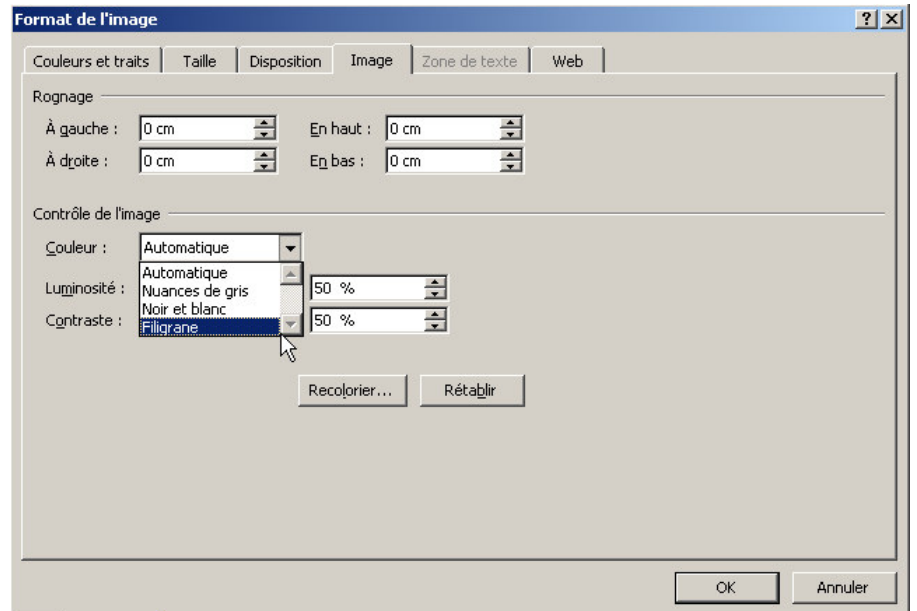 Format de l'image
Couleurs et traits Taille Disposition Image Zone de texte Web
Rognage
À gauche : 0 cm En haut : 0 cm
À droite : 0 cm En bas : 0 cm
Contrôle de l'image
Couleur : Automatique
Automatique
Nuances de gris
Luminosité : 50 %
Noir et blanc
Contraste : 50 %
Filigrane
Recolorier... Rétablir
OK Annuler